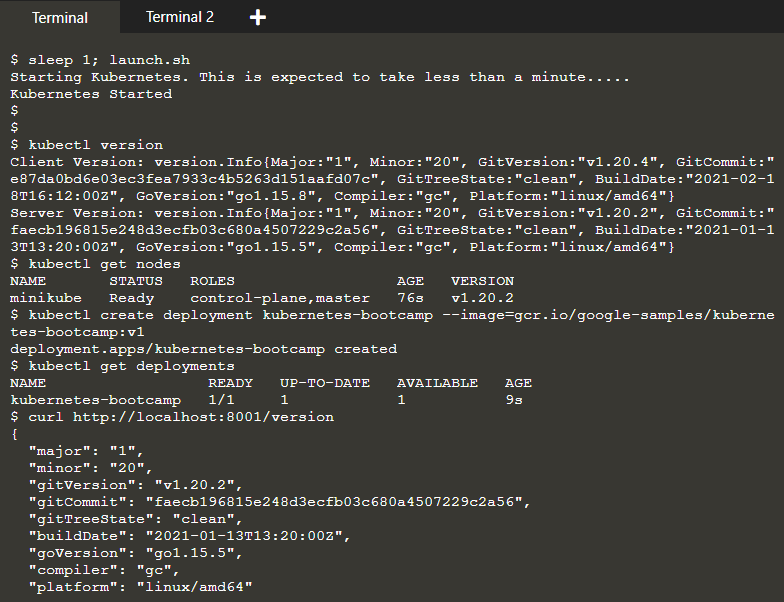 Terminal
Terminal 2
$ sleep 1; launch.sh
Starting Kubernetes. This is expected to take less than a minute.....
Kubernetes Started
$
$
$ kubectl version
Client Version: version.Info{Major:"1", Minor:"20", GitVersion:"v1.20.4", GitCommit:"
e87da0bd6e03ec3fea7933c4b5263d151aafd07c", GitTreeState:"clean", BuildDate:"2021-02-1
8T16:12:00Z", GoVersion:"go1.15.8", Compiler:"gc", Platform:"linux/amd64"}
Server Version: version.Info{Major:"1", Minor:"20", GitVersion:"v1.20.2", GitCommit:"
faecb196815e248d3ecfb03c680a4507229c2a56", GitTreeState:"clean", BuildDate:"2021-01-1
3T13:20:00Z", GoVersion:"go1.15.5", Compiler:"gc", Platform:"linux/amd64"}
$ kubectl get nodes
NAME       STATUS   ROLES                  AGE   VERSION
minikube   Ready    control-plane,master   76s   v1.20.2
$ kubectl create deployment kubernetes-bootcamp --image=gcr.io/google-samples/kuberne
tes-bootcamp:v1
deployment.apps/kubernetes-bootcamp created
$ kubectl get deployments
NAME                  READY   UP-TO-DATE   AVAILABLE   AGE
kubernetes-bootcamp   1/1     1            1           9s
$ curl http://localhost:8001/version
{
  "major": "1",
  "minor": "20",
  "gitVersion": "v1.20.2",
  "gitCommit": "faecb196815e248d3ecfb03c680a4507229c2a56",
  "gitTreeState": "clean",
  "buildDate": "2021-01-13T13:20:00Z",
  "goVersion": "go1.15.5",
  "compiler": "gc",
  "platform": "linux/amd64"